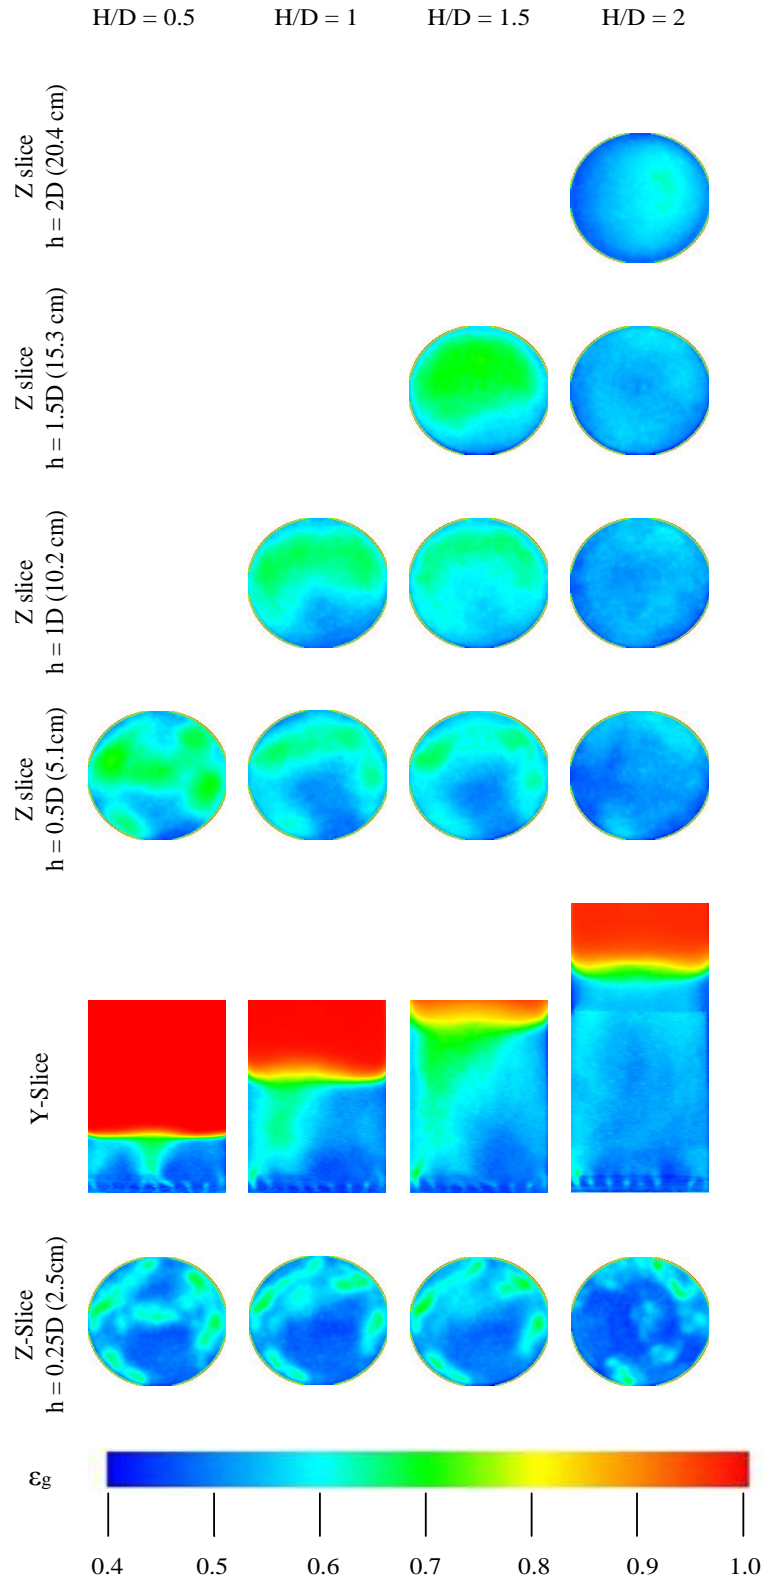 H/D = 0.5 H/D = 1 H/D = 1.5 H/D = 2
Z slice
h = 2D (20.4 cm)
Z slice
h = 1.5D (15.3 cm)
Z slice
h = 1D (10.2 cm)
Z slice
h = 0.5D (5.1cm)
Y-Slice
Z-Slice
h = 0.25D (2.5cm)
εg
0.4 0.5 0.6 0.7 0.8 0.9 1.0